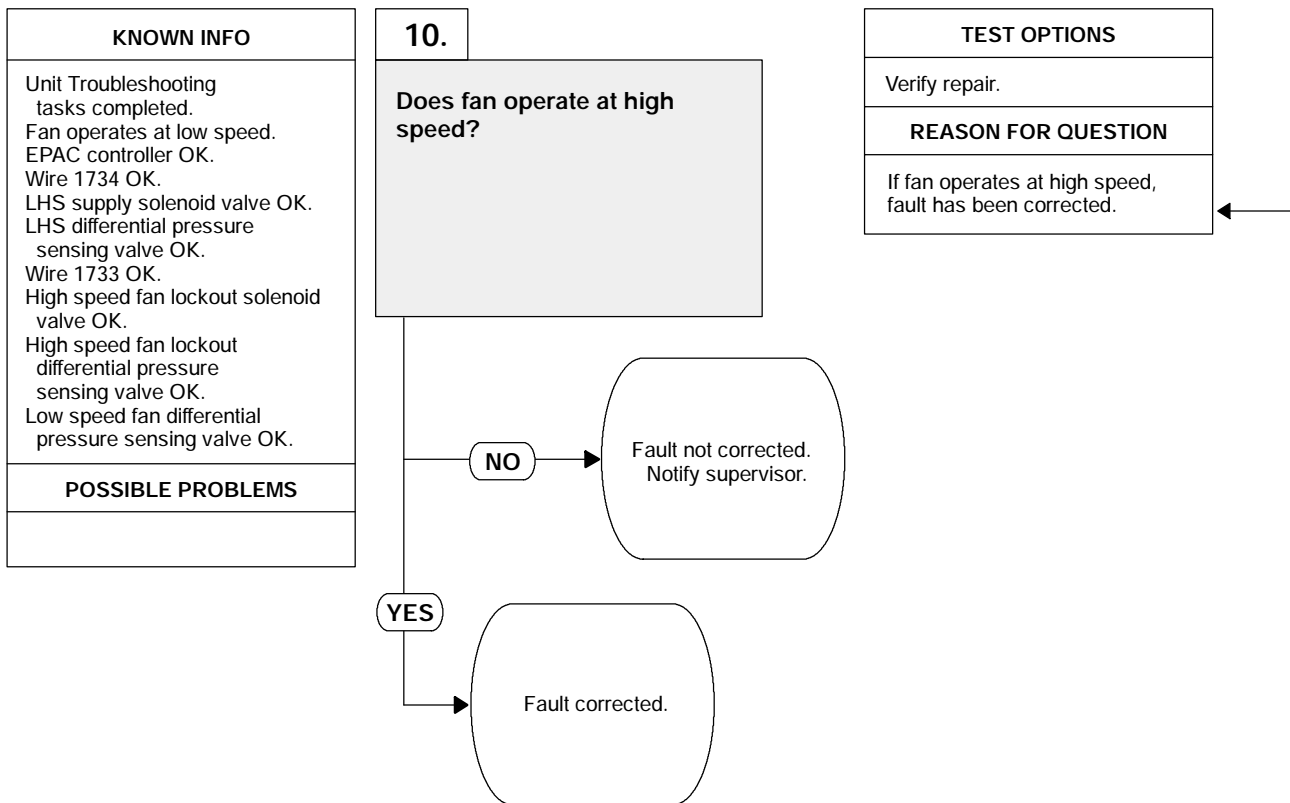 KNOWN INFO
Unit Troubleshooting
tasks completed.
Fan operates at low speed.
EPAC controller OK.
Wire 1734 OK.
LHS supply solenoid valve OK.
LHS differential pressure
sensing valve OK.
Wire 1733 OK.
High speed fan lockout solenoid
valve OK.
High speed fan lockout
differential pressure
sensing valve OK.
Low speed fan differential
pressure sensing valve OK.
POSSIBLE PROBLEMS
10.
Does fan operate at high
speed?
TEST OPTIONS
Verify repair.
REASON FOR QUESTION
If fan operates at high speed,
fault has been corrected.
NO
Fault not corrected.
Notify supervisor.
YES
Fault corrected.